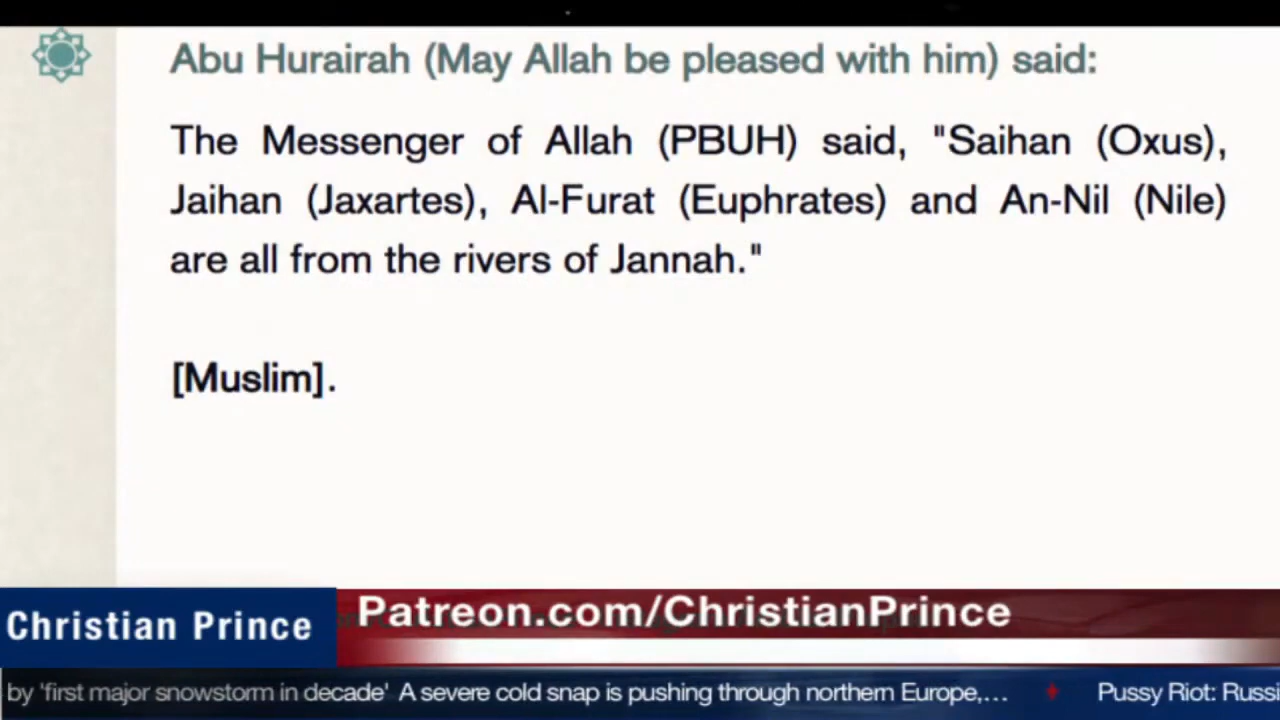 Abu Hurairah (May Allah be pleased with him) said:
The Messenger of Allah (PBUH) said, "Saihan (Oxus),
Jaihan (Jaxartes), Al-Furat (Euphrates) and An-Nil (Nile)
are all from the rivers of Jannah."
[Muslim].
Christian Prince
Patreon.com/ChristianPrince
by 'first major snowstorm in decade' A severe cold snap is pushing through northern Europe,… Pussy Riot: Russi